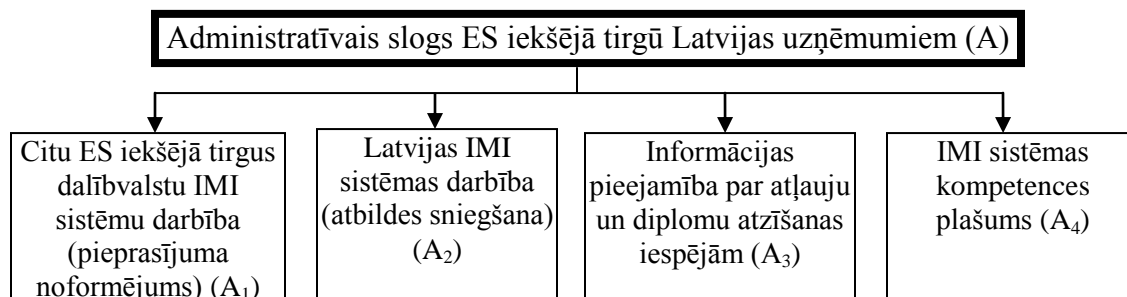 Administratīvais slogs ES iekšējā tirgū Latvijas uzņēmumiem (A)
Citu ES iekšējā tirgus
dalībvalstu IMI
sistēmu darbība
(pieprasījuma
noformējums) (A₁)
Latvijas IMI
sistēmas darbība
(atbildes sniegšana)
(A₂)
Informācijas
pieejamība par atļauju
un diplomu atzīšanas
iespējām (A₃)
IMI sistēmas
kompetences
plašums (A₄)